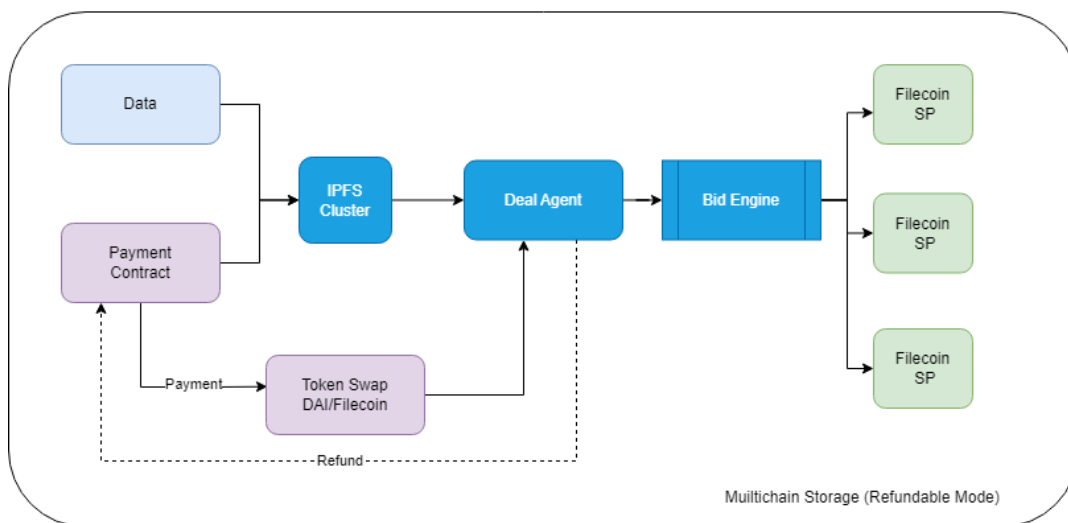 Data
Filecoin
SP
IPFS
Cluster
Deal Agent
Bid Engine
Payment
Contract
Filecoin
SP
Payment
Token Swap
DAI/Filecoin
Filecoin
SP
Refund
Muiltichain Storage (Refundable Mode)